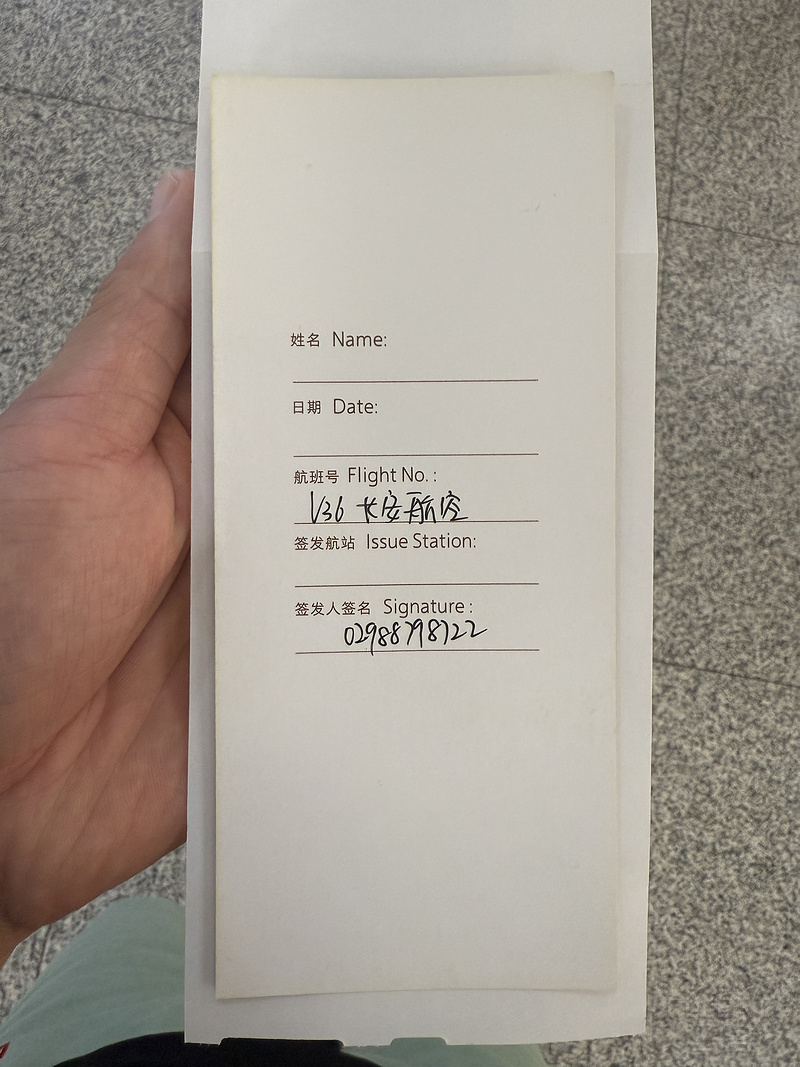 姓名 Name:
日期 Date:
航班号 Flight No.:
V36 长安航空
签发航站 Issue Station:
签发人签名 Signature:
02988798122